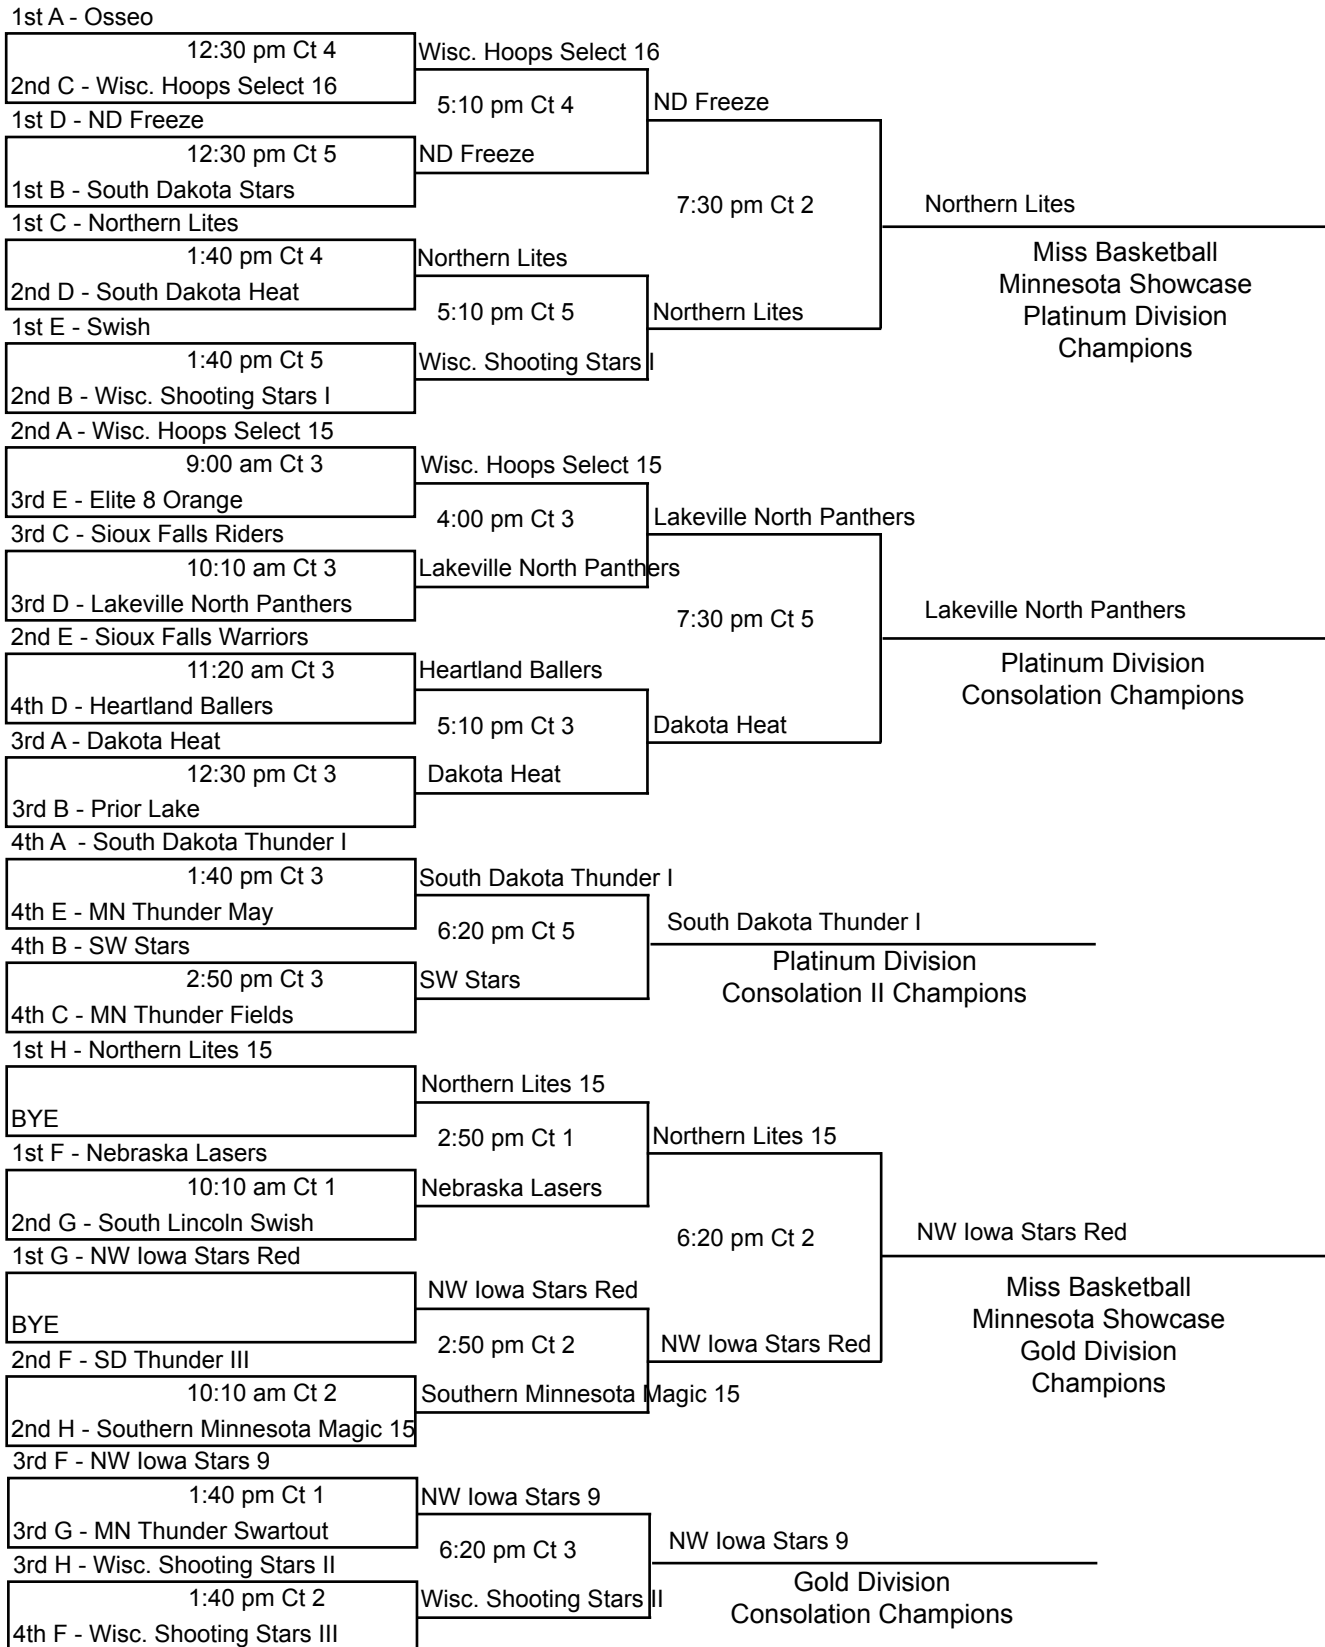 1st A - Osseo
12:30 pm Ct 4
Wisc. Hoops Select 16
2nd C - Wisc. Hoops Select 16
5:10 pm Ct 4
ND Freeze
1st D - ND Freeze
12:30 pm Ct 5
ND Freeze
1st B - South Dakota Stars
7:30 pm Ct 2
Northern Lites
1st C - Northern Lites
1:40 pm Ct 4
Northern Lites
Miss Basketball
Minnesota Showcase
Platinum Division
Champions
2nd D - South Dakota Heat
5:10 pm Ct 5
Northern Lites
1st E - Swish
1:40 pm Ct 5
Wisc. Shooting Stars I
2nd B - Wisc. Shooting Stars I
2nd A - Wisc. Hoops Select 15
9:00 am Ct 3
Wisc. Hoops Select 15
3rd E - Elite 8 Orange
4:00 pm Ct 3
Lakeville North Panthers
3rd C - Sioux Falls Riders
10:10 am Ct 3
Lakeville North Panthers
3rd D - Lakeville North Panthers
7:30 pm Ct 5
Lakeville North Panthers
2nd E - Sioux Falls Warriors
11:20 am Ct 3
Heartland Ballers
Platinum Division
Consolation Champions
4th D - Heartland Ballers
5:10 pm Ct 3
Dakota Heat
3rd A - Dakota Heat
12:30 pm Ct 3
Dakota Heat
3rd B - Prior Lake
4th A - South Dakota Thunder I
1:40 pm Ct 3
South Dakota Thunder I
4th E - MN Thunder May
6:20 pm Ct 5
South Dakota Thunder I
4th B - SW Stars
2:50 pm Ct 3
SW Stars
Platinum Division
Consolation II Champions
4th C - MN Thunder Fields
1st H - Northern Lites 15
Northern Lites 15
BYE
2:50 pm Ct 1
Northern Lites 15
1st F - Nebraska Lasers
10:10 am Ct 1
Nebraska Lasers
2nd G - South Lincoln Swish
6:20 pm Ct 2
NW Iowa Stars Red
1st G - NW Iowa Stars Red
NW Iowa Stars Red
Miss Basketball
Minnesota Showcase
Gold Division
Champions
BYE
2:50 pm Ct 2
NW Iowa Stars Red
2nd F - SD Thunder III
10:10 am Ct 2
Southern Minnesota Magic 15
2nd H - Southern Minnesota Magic 15
3rd F - NW Iowa Stars 9
1:40 pm Ct 1
NW Iowa Stars 9
3rd G - MN Thunder Swartout
6:20 pm Ct 3
NW Iowa Stars 9
3rd H - Wisc. Shooting Stars II
1:40 pm Ct 2
Wisc. Shooting Stars II
Gold Division
Consolation Champions
4th F - Wisc. Shooting Stars III